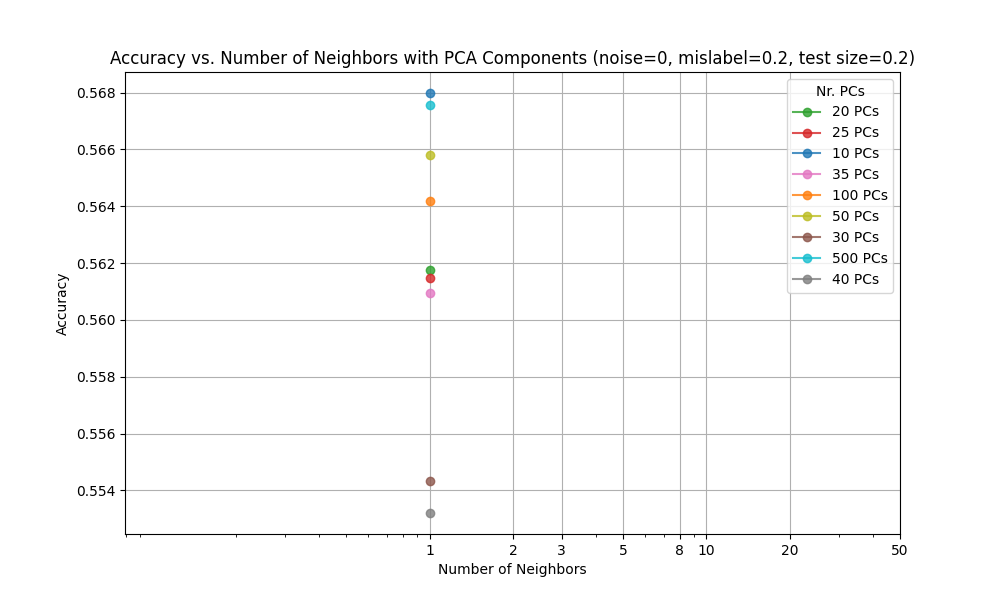 Accuracy vs. Number of Neighbors with PCA Components (noise=0, mislabel=0.2, test size=0.2)
0.568
0.566
0.564
0.562
0.560
0.558
0.556
0.554
Accuracy
Nr. PCs
20 PCs
25 PCs
10 PCs
35 PCs
100 PCs
50 PCs
30 PCs
500 PCs
40 PCs
1 2 3 5 8 10 20 50
Number of Neighbors